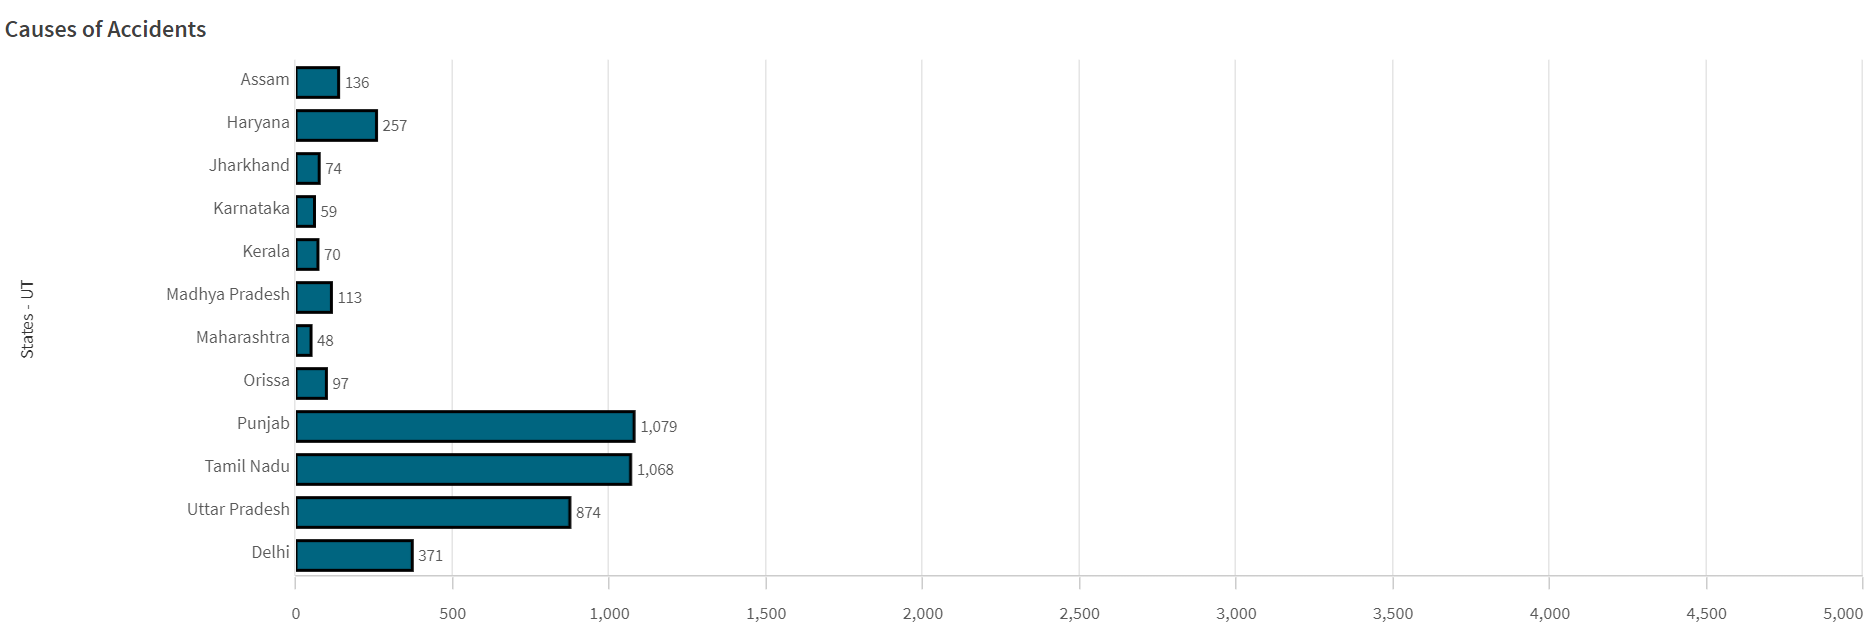 Causes of Accidents
States - UT
Assam 136
Haryana 257
Jharkhand 74
Karnataka 59
Kerala 70
Madhya Pradesh 113
Maharashtra 48
Orissa 97
Punjab 1,079
Tamil Nadu 1,068
Uttar Pradesh 874
Delhi 371
0 500 1,000 1,500 2,000 2,500 3,000 3,500 4,000 4,500 5,000